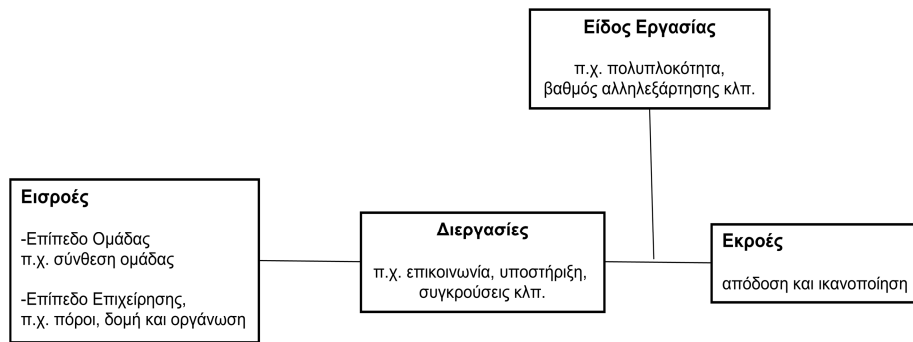 Είδος Εργασίας
π.χ. πολυπλοκότητα,
βαθμός αλληλεξάρτησης κλπ.
Εισροές
-Επίπεδο Ομάδας
π.χ. σύνθεση ομάδας
-Επίπεδο Επιχείρησης,
π.χ. πόροι, δομή και οργάνωση
Διεργασίες
π.χ. επικοινωνία, υποστήριξη,
συγκρούσεις κλπ.
Εκροές
απόδοση και ικανοποίηση